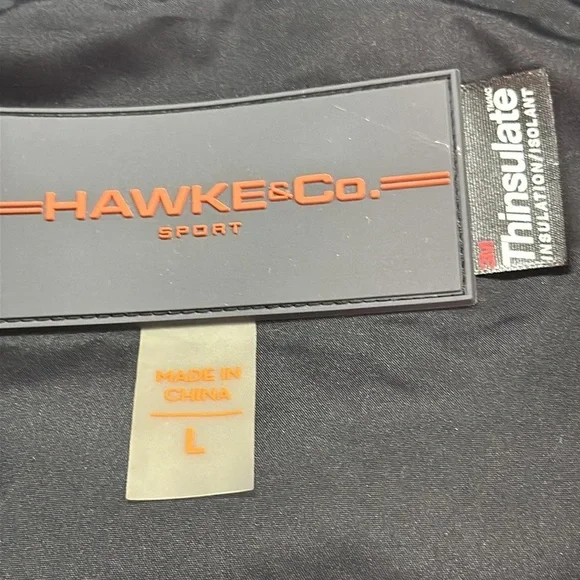 HAWKE&Co.
SPORT
3M Thinsulate
INSULATION/ISOLANT
MADE IN
CHINA
L